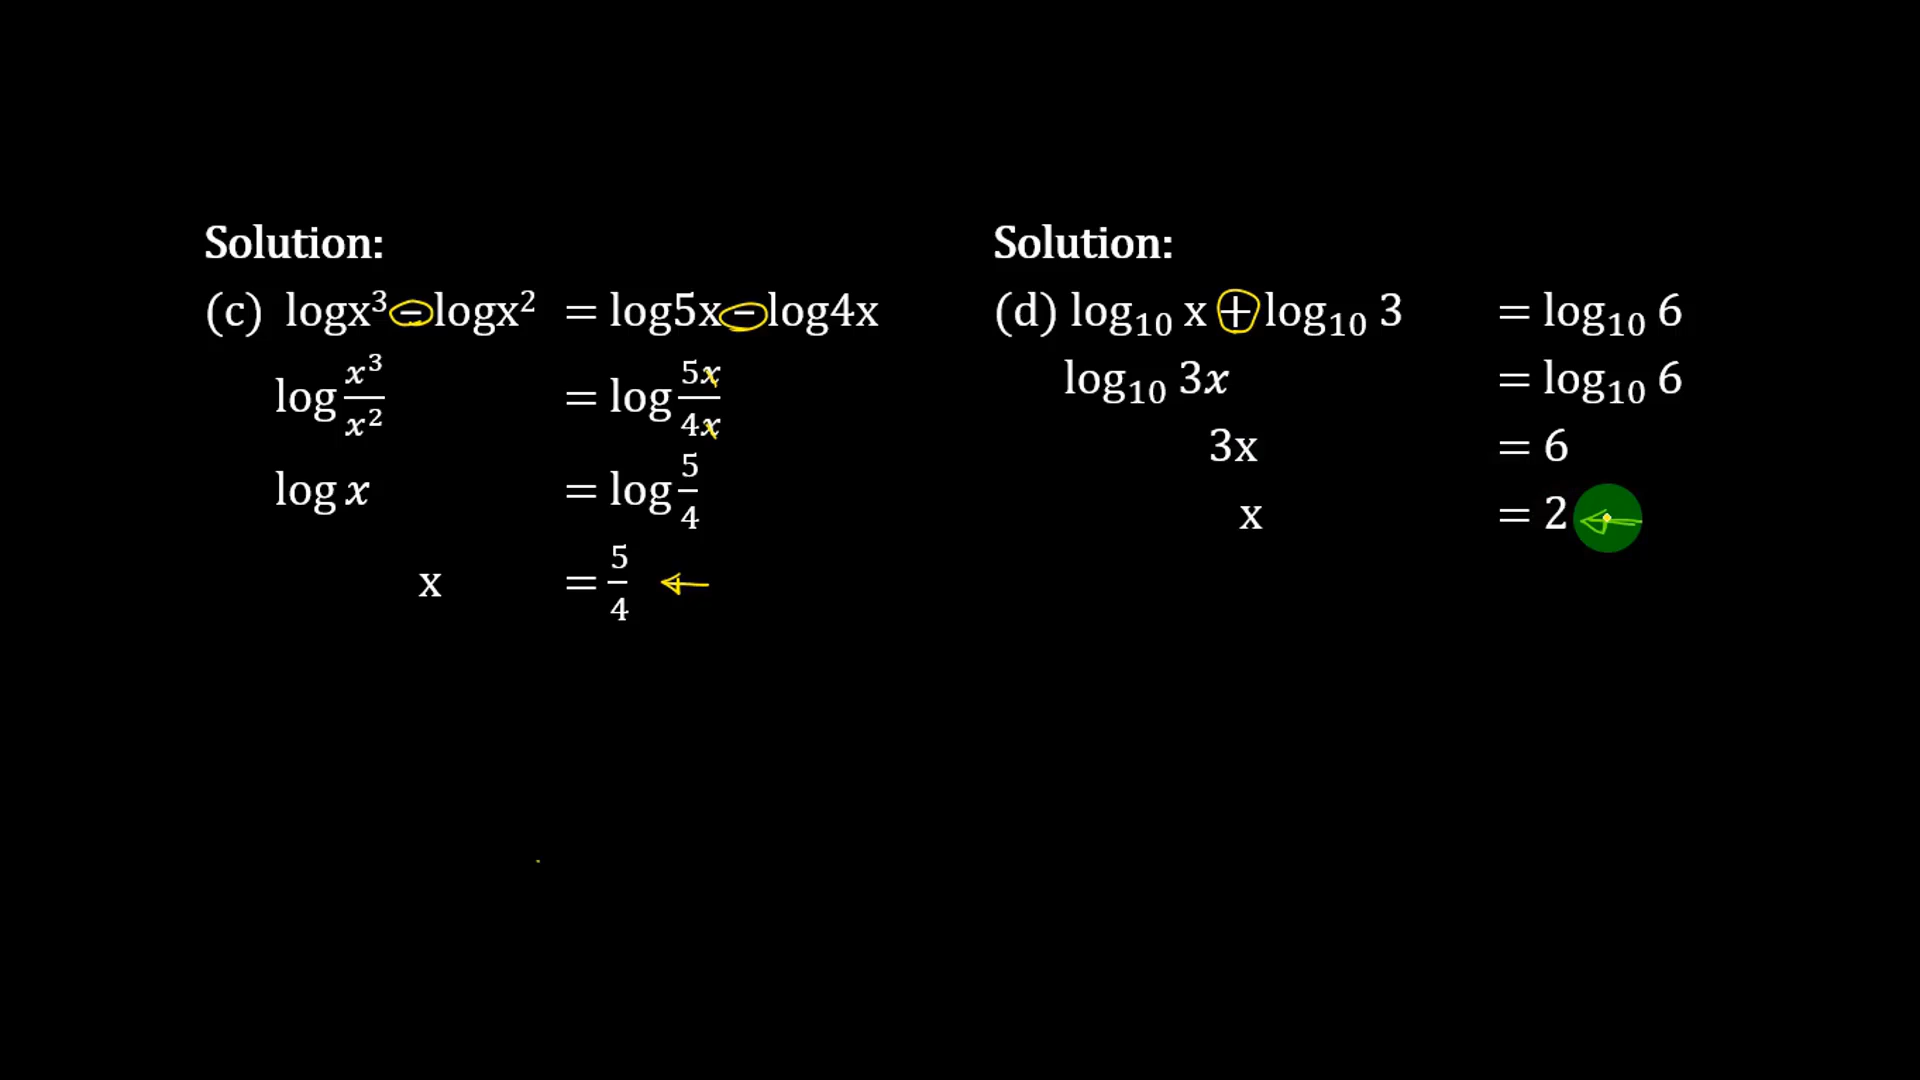 Solution:
(c) logx³ − logx² = log5x − log4x
log x³/x² = log 5x/4x
log x = log 5/4
x = 5/4
Solution:
(d) log₁₀ x + log₁₀ 3 = log₁₀ 6
log₁₀ 3x = log₁₀ 6
3x = 6
x = 2